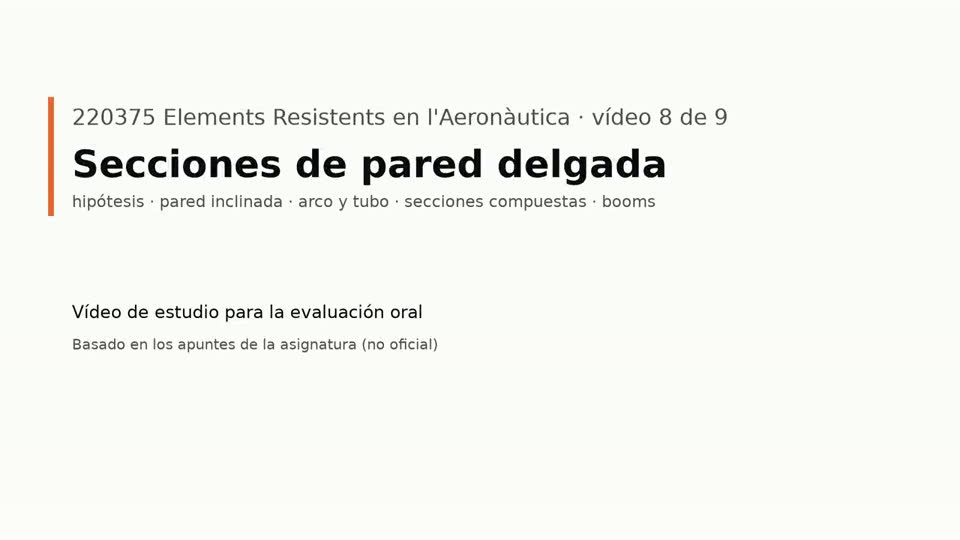 220375 Elements Resistents en l'Aeronàutica · vídeo 8 de 9
Secciones de pared delgada
hipótesis · pared inclinada · arco y tubo · secciones compuestas · booms
Vídeo de estudio para la evaluación oral
Basado en los apuntes de la asignatura (no oficial)